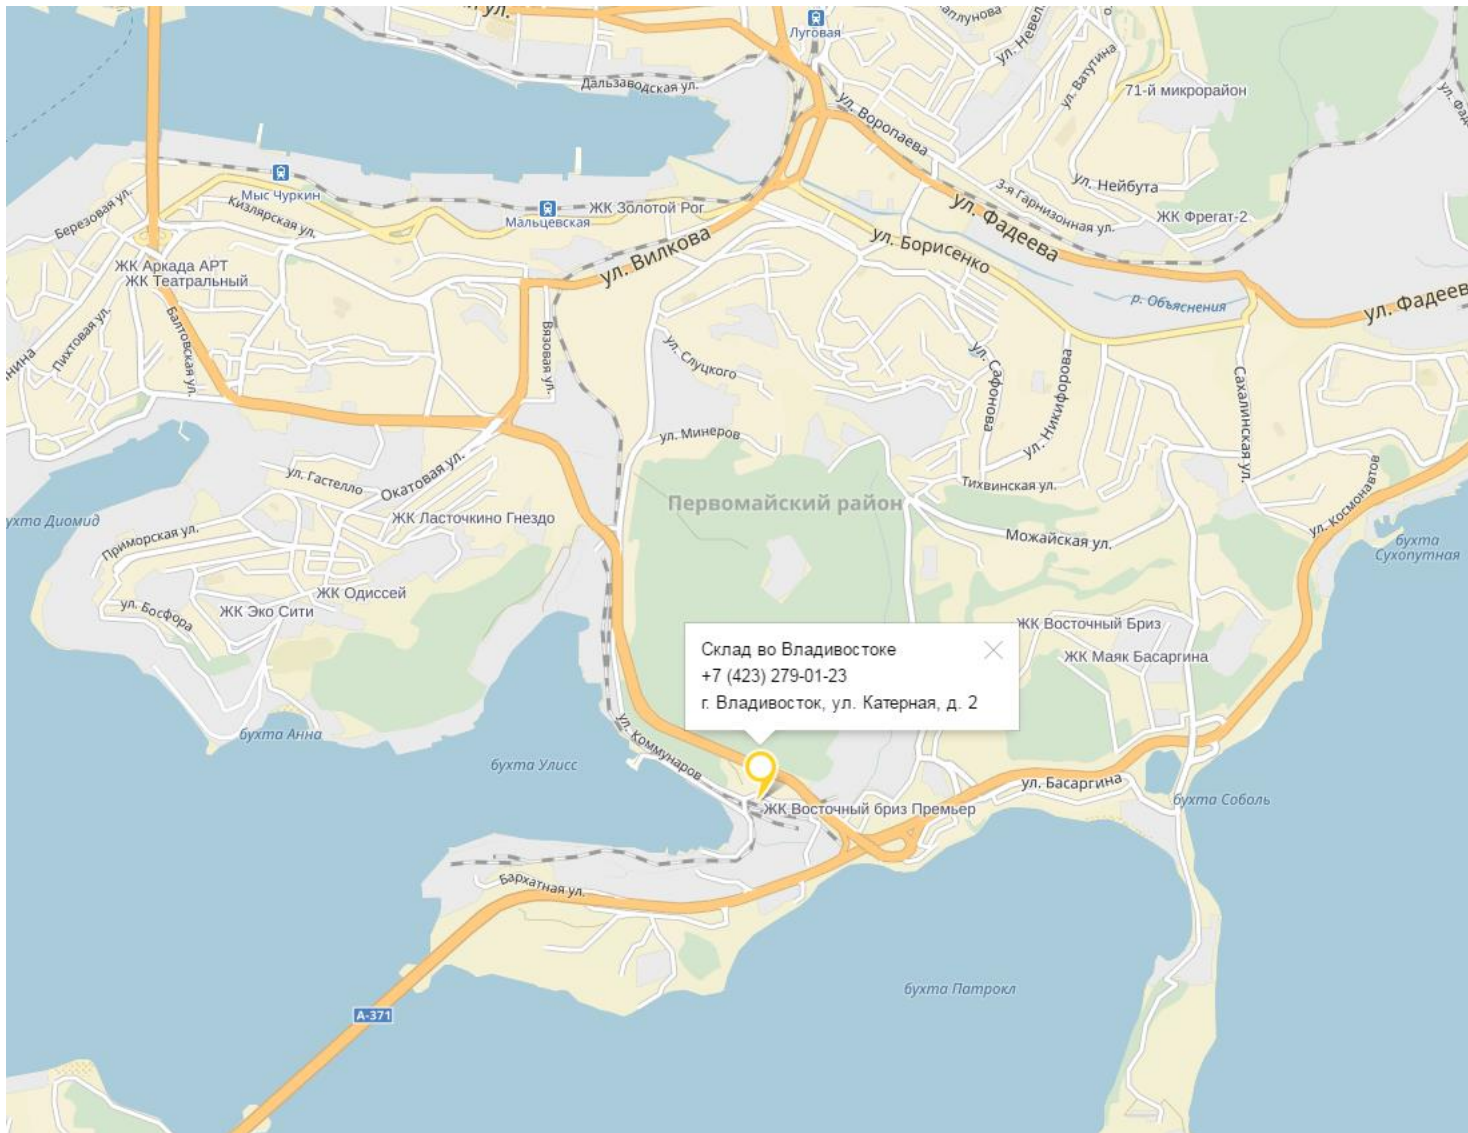 ул.
Луговая
аплунова
ул. Невел
Дальзаводская ул.
ул. Ватутина
71-й микрорайон
ул. Воропаева
Мыс Чуркин
Березовая ул.
Кизлярская ул.
Мальцевская
ЖК Золотой Рог
ул. Нейбута
3-я Гарнизонная ул.
ЖК Фрегат-2
ул. Фадеева
ул. Борисенко
ул. Вилкова
ЖК Аркада АРТ
ЖК Театральный
р. Объяснения
ул. Фадеев
Пихтовая ул.
Балтовская ул.
Вязовая ул.
ул. Слуцкого
ул. Сафонова
ул. Никифорова
Сахалинская ул.
ул. Минеров
ул. Гастелло
Окатовая ул.
Тихвинская ул.
ул. Космонавтов
Первомайский район
ухта Диомид
ЖК Ласточкино Гнездо
Приморская ул.
Можайская ул.
бухта
Сухопутная
ЖК Одиссей
ул. Босфора
ЖК Эко Сити
ЖК Восточный Бриз
ЖК Маяк Басаргина
Склад во Владивостоке
+7 (423) 279-01-23
г. Владивосток, ул. Катерная, д. 2
бухта Анна
ул. Коммунаров
бухта Улисс
ул. Басаргина
бухта Соболь
ЖК Восточный бриз Премьер
Бархатная ул.
бухта Патрокл
А-371